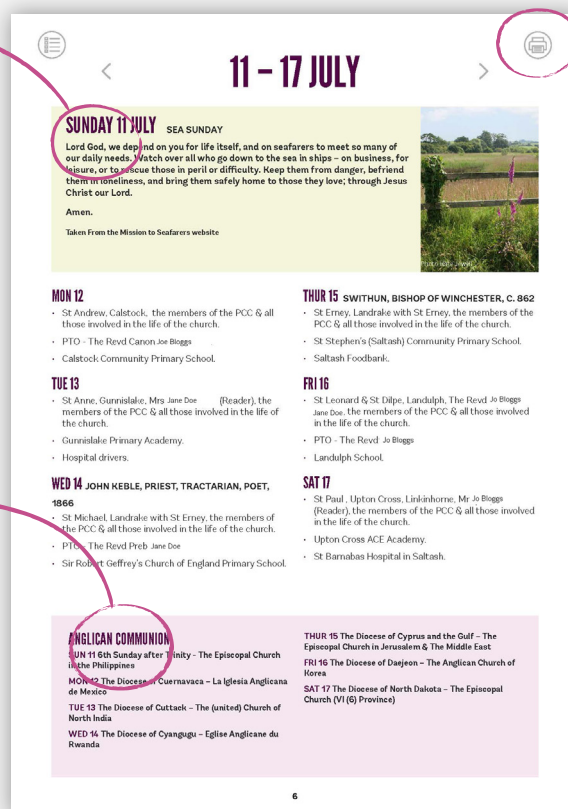 11 – 17 JULY
SUNDAY 11 JULY SEA SUNDAY
Lord God, we depend on you for life itself, and on seafarers to meet so many of
our daily needs. Watch over all who go down to the sea in ships – on business, for
leisure, or to rescue those in peril or difficulty. Keep them from danger, befriend
them in loneliness, and bring them safely home to those they love; through Jesus
Christ our Lord.
Amen.
Taken From the Mission to Seafarers website
MON 12
• St Andrew, Calstock, the members of the PCC & all
those involved in the life of the church.
• PTO - The Revd Canon Joe Bloggs
• Calstock Community Primary School.
TUE 13
• St Anne, Gunnislake, Mrs Jane Doe (Reader), the
members of the PCC & all those involved in the life of
the church.
• Gunnislake Primary Academy.
• Hospital drivers.
WED 14 JOHN KEBLE, PRIEST, TRACTARIAN, POET,
1866
• St Michael, Landrake with St Erney, the members of
the PCC & all those involved in the life of the church.
• PTO - The Revd Preb Jane Doe
• Sir Robert Geffrey's Church of England Primary School.
THUR 15 SWITHUN, BISHOP OF WINCHESTER, C. 862
• St Erney, Landrake with St Erney, the members of the
PCC & all those involved in the life of the church.
• St Stephen's (Saltash) Community Primary School.
• Saltash Foodbank.
FRI 16
• St Leonard & St Dilpe, Landulph, The Revd Jo Bloggs
Jane Doe, the members of the PCC & all those involved
in the life of the church.
• PTO - The Revd Jo Bloggs
• Landulph School.
SAT 17
• St Paul , Upton Cross, Linkinhorne, Mr Jo Bloggs
(Reader), the members of the PCC & all those involved
in the life of the church.
• Upton Cross ACE Academy.
• St Barnabas Hospital in Saltash.
ANGLICAN COMMUNION
SUN 11 6th Sunday after Trinity - The Episcopal Church
in the Philippines
MON 12 The Diocese of Cuernavaca – La Iglesia Anglicana
de Mexico
TUE 13 The Diocese of Cuttack – The (united) Church of
North India
WED 14 The Diocese of Cyangugu – Eglise Anglicane du
Rwanda
THUR 15 The Diocese of Cyprus and the Gulf – The
Episcopal Church in Jerusalem & The Middle East
FRI 16 The Diocese of Daejeon – The Anglican Church of
Korea
SAT 17 The Diocese of North Dakota – The Episcopal
Church (VI (6) Province)
6